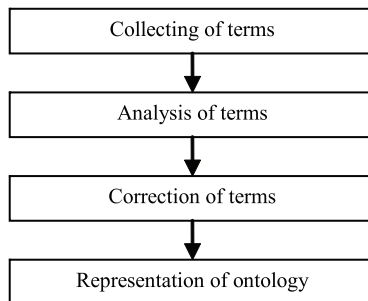 Collecting of terms
Analysis of terms
Correction of terms
Representation of ontology